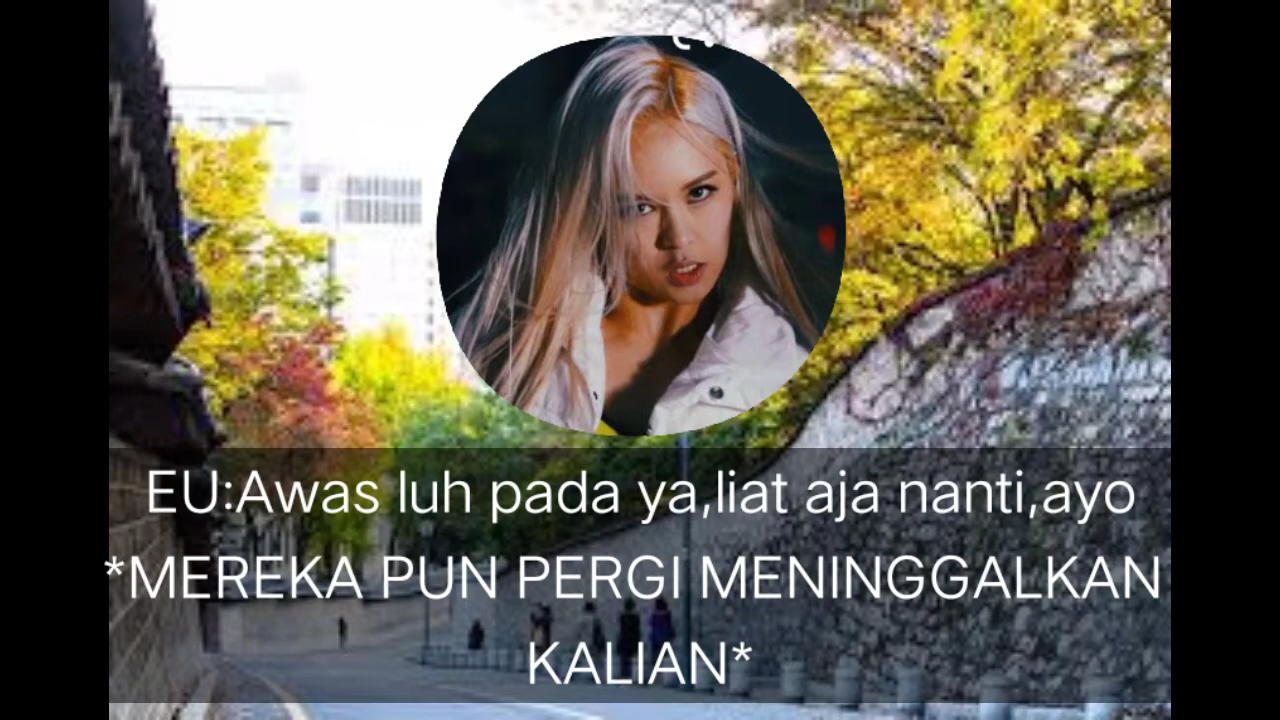 EU:Awas luh pada ya,liat aja nanti,ayo
*MEREKA PUN PERGI MENINGGALKAN
KALIAN*